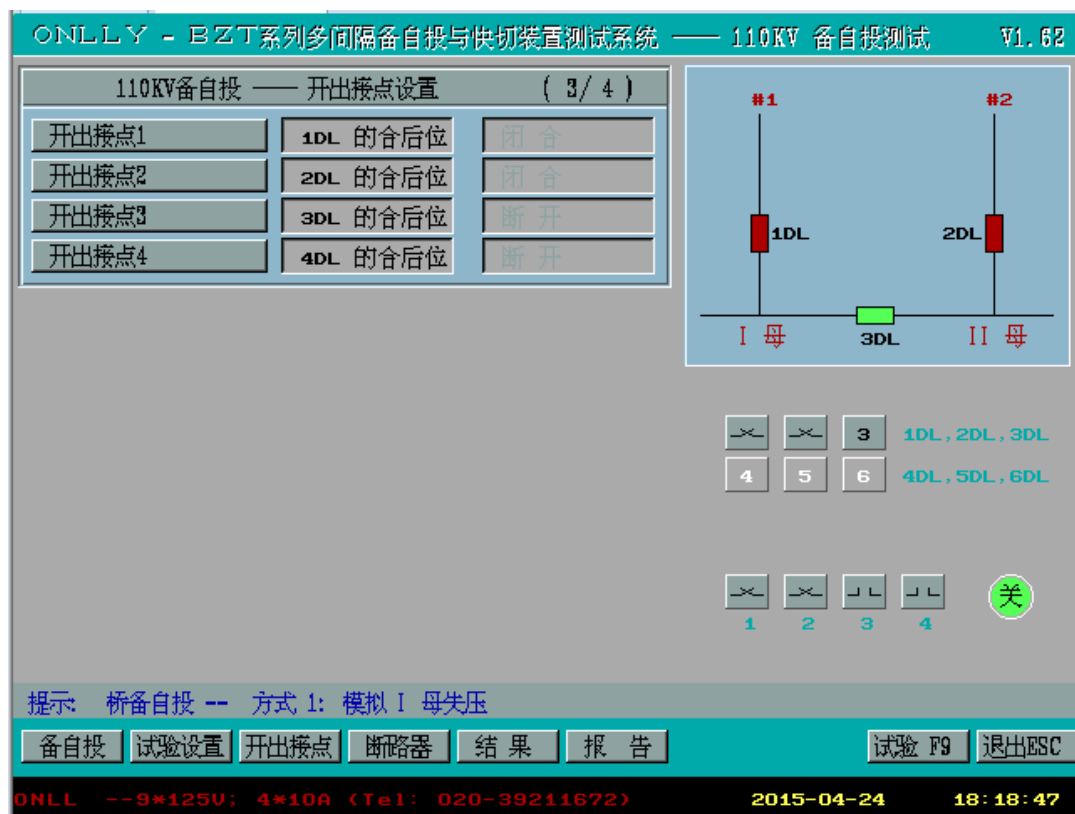 ONLLY - BZT系列多间隔备自投与快切装置测试系统 —— 110KV 备自投测试 V1.62
110KV备自投 —— 开出接点设置 ( 3/ 4 )
开出接点1 1DL 的合后位 闭 合
开出接点2 2DL 的合后位 闭 合
开出接点3 3DL 的合后位 断 开
开出接点4 4DL 的合后位 断 开
#1 #2
1DL 2DL
I 母 3DL II 母
3 1DL,2DL,3DL
4 5 6 4DL,5DL,6DL
关
1 2 3 4
提示: 桥备自投 -- 方式 1: 模拟 I 母失压
备自投 试验设置 开出接点 断路器 结 果 报 告 试验 F9 退出ESC
ONLL --9*125V; 4*10A (Tel: 020-39211672) 2015-04-24 18:18:47